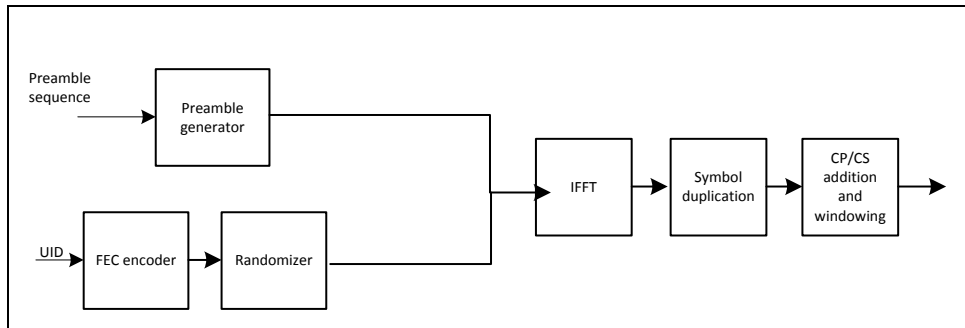 Preamble
sequence
Preamble
generator
UID
FEC encoder
Randomizer
IFFT
Symbol
duplication
CP/CS
addition
and
windowing